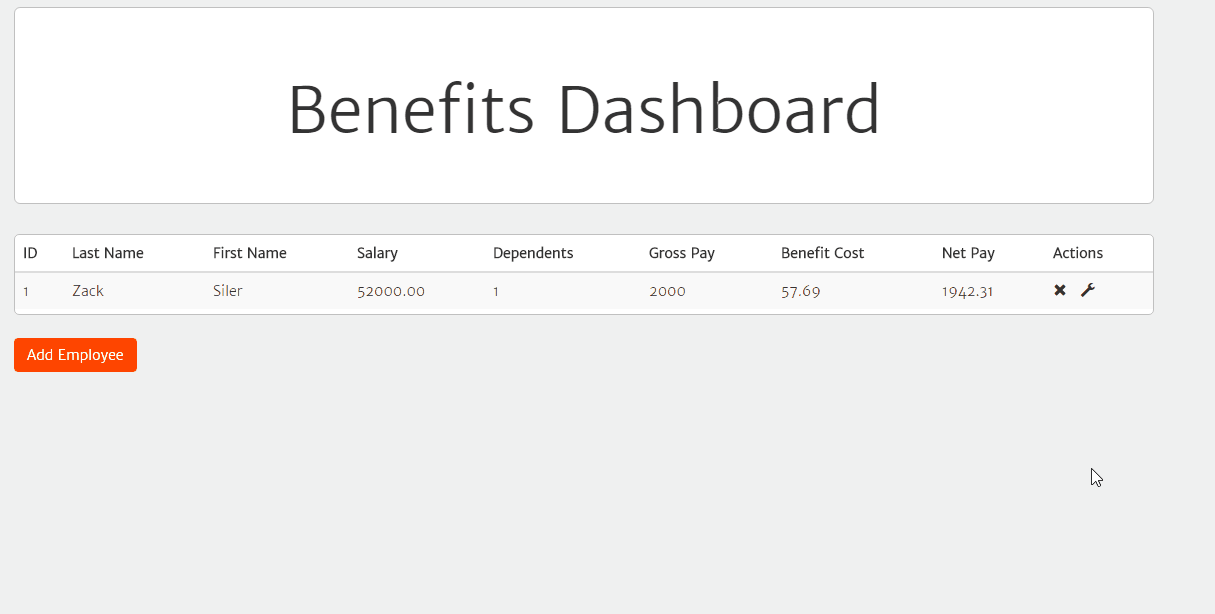 Benefits Dashboard
ID Last Name First Name Salary Dependents Gross Pay Benefit Cost Net Pay Actions
1 Zack Siler 52000.00 1 2000 57.69 1942.31
Add Employee